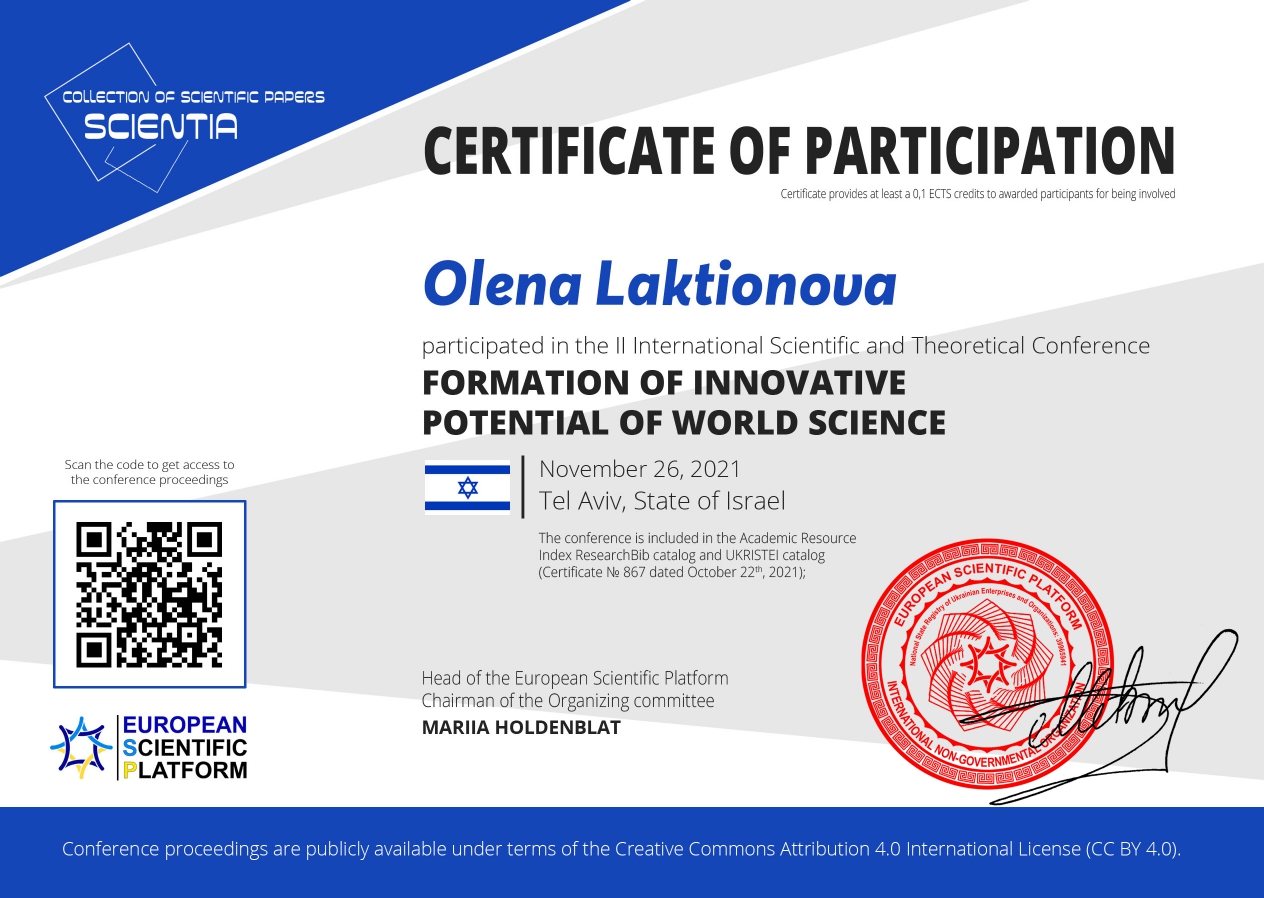 COLLECTION OF SCIENTIFIC PAPERS
SCIENTIA
CERTIFICATE OF PARTICIPATION
Certificate provides at least a 0,1 ECTS credits to awarded participants for being involved
Olena Laktionova
participated in the II International Scientific and Theoretical Conference
FORMATION OF INNOVATIVE
POTENTIAL OF WORLD SCIENCE
November 26, 2021
Tel Aviv, State of Israel
The conference is included in the Academic Resource
Index ResearchBib catalog and UKRISTEI catalog
(Certificate № 867 dated October 22th, 2021);
Scan the code to get access to
the conference proceedings
EUROPEAN
SCIENTIFIC
PLATFORM
Head of the European Scientific Platform
Chairman of the Organizing committee
MARIIA HOLDENBLAT
EUROPEAN SCIENTIFIC PLATFORM
National State Registry of Ukrainian Enterprises and Organizations: 39965941
INTERNATIONAL NON-GOVERNMENTAL ORGANIZATION
Conference proceedings are publicly available under terms of the Creative Commons Attribution 4.0 International License (CC BY 4.0).